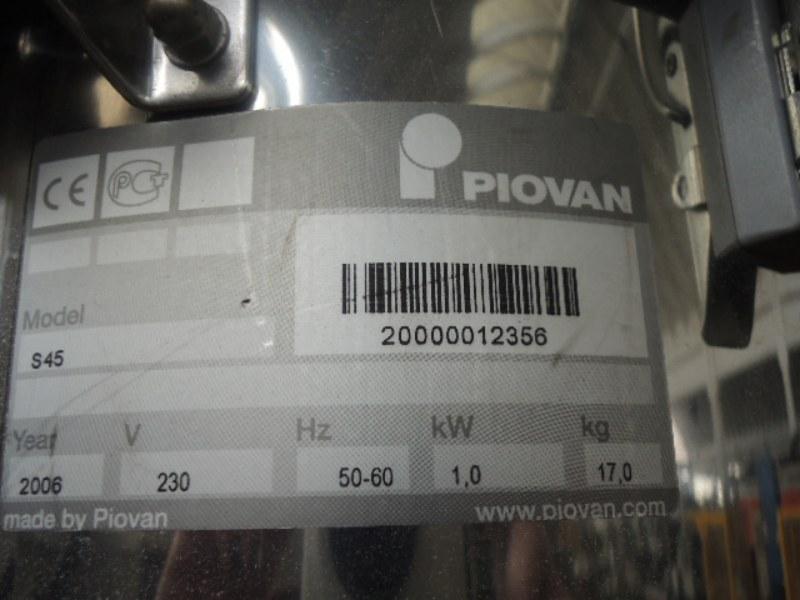 CE PCT
PIOVAN
20000012356
Model
S45
Year V Hz kW kg
2006 230 50-60 1,0 17,0
made by Piovan www.piovan.com